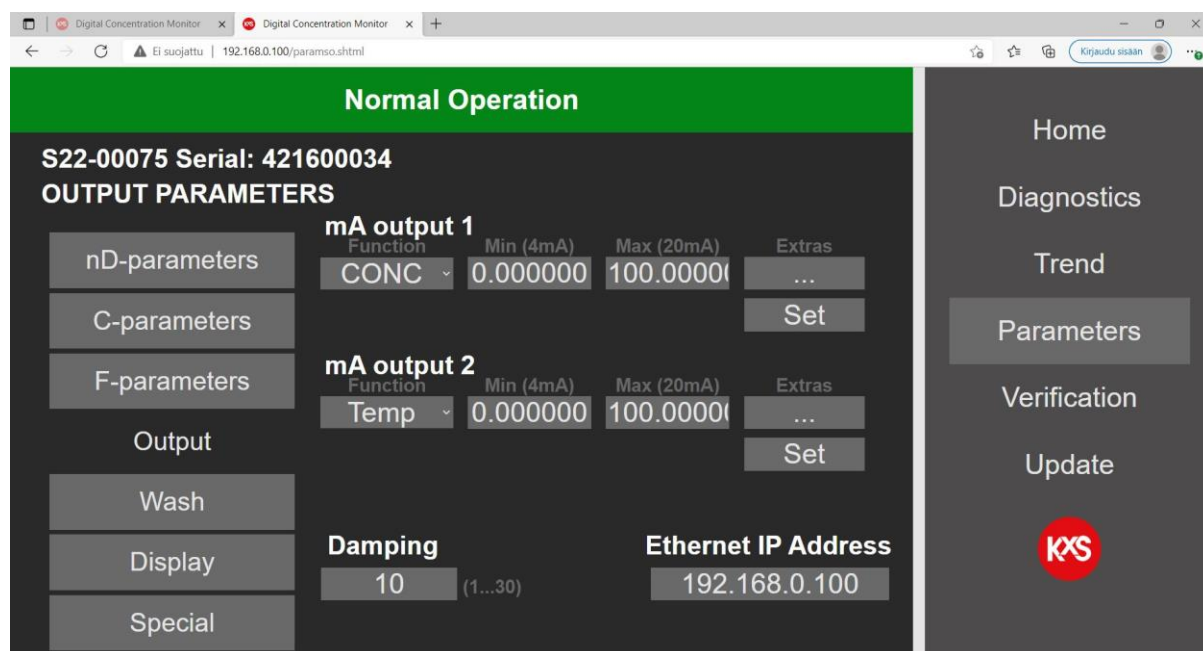 Digital Concentration Monitor
Digital Concentration Monitor
Ei suojattu | 192.168.0.100/paramso.shtml
Kirjaudu sisään
Normal Operation
S22-00075 Serial: 421600034
OUTPUT PARAMETERS
nD-parameters
C-parameters
F-parameters
Output
Wash
Display
Special
mA output 1
Function Min (4mA) Max (20mA) Extras
CONC 0.000000 100.00000 ...
Set
mA output 2
Function Min (4mA) Max (20mA) Extras
Temp 0.000000 100.00000 ...
Set
Damping
10 (1...30)
Ethernet IP Address
192.168.0.100
Home
Diagnostics
Trend
Parameters
Verification
Update
KXS